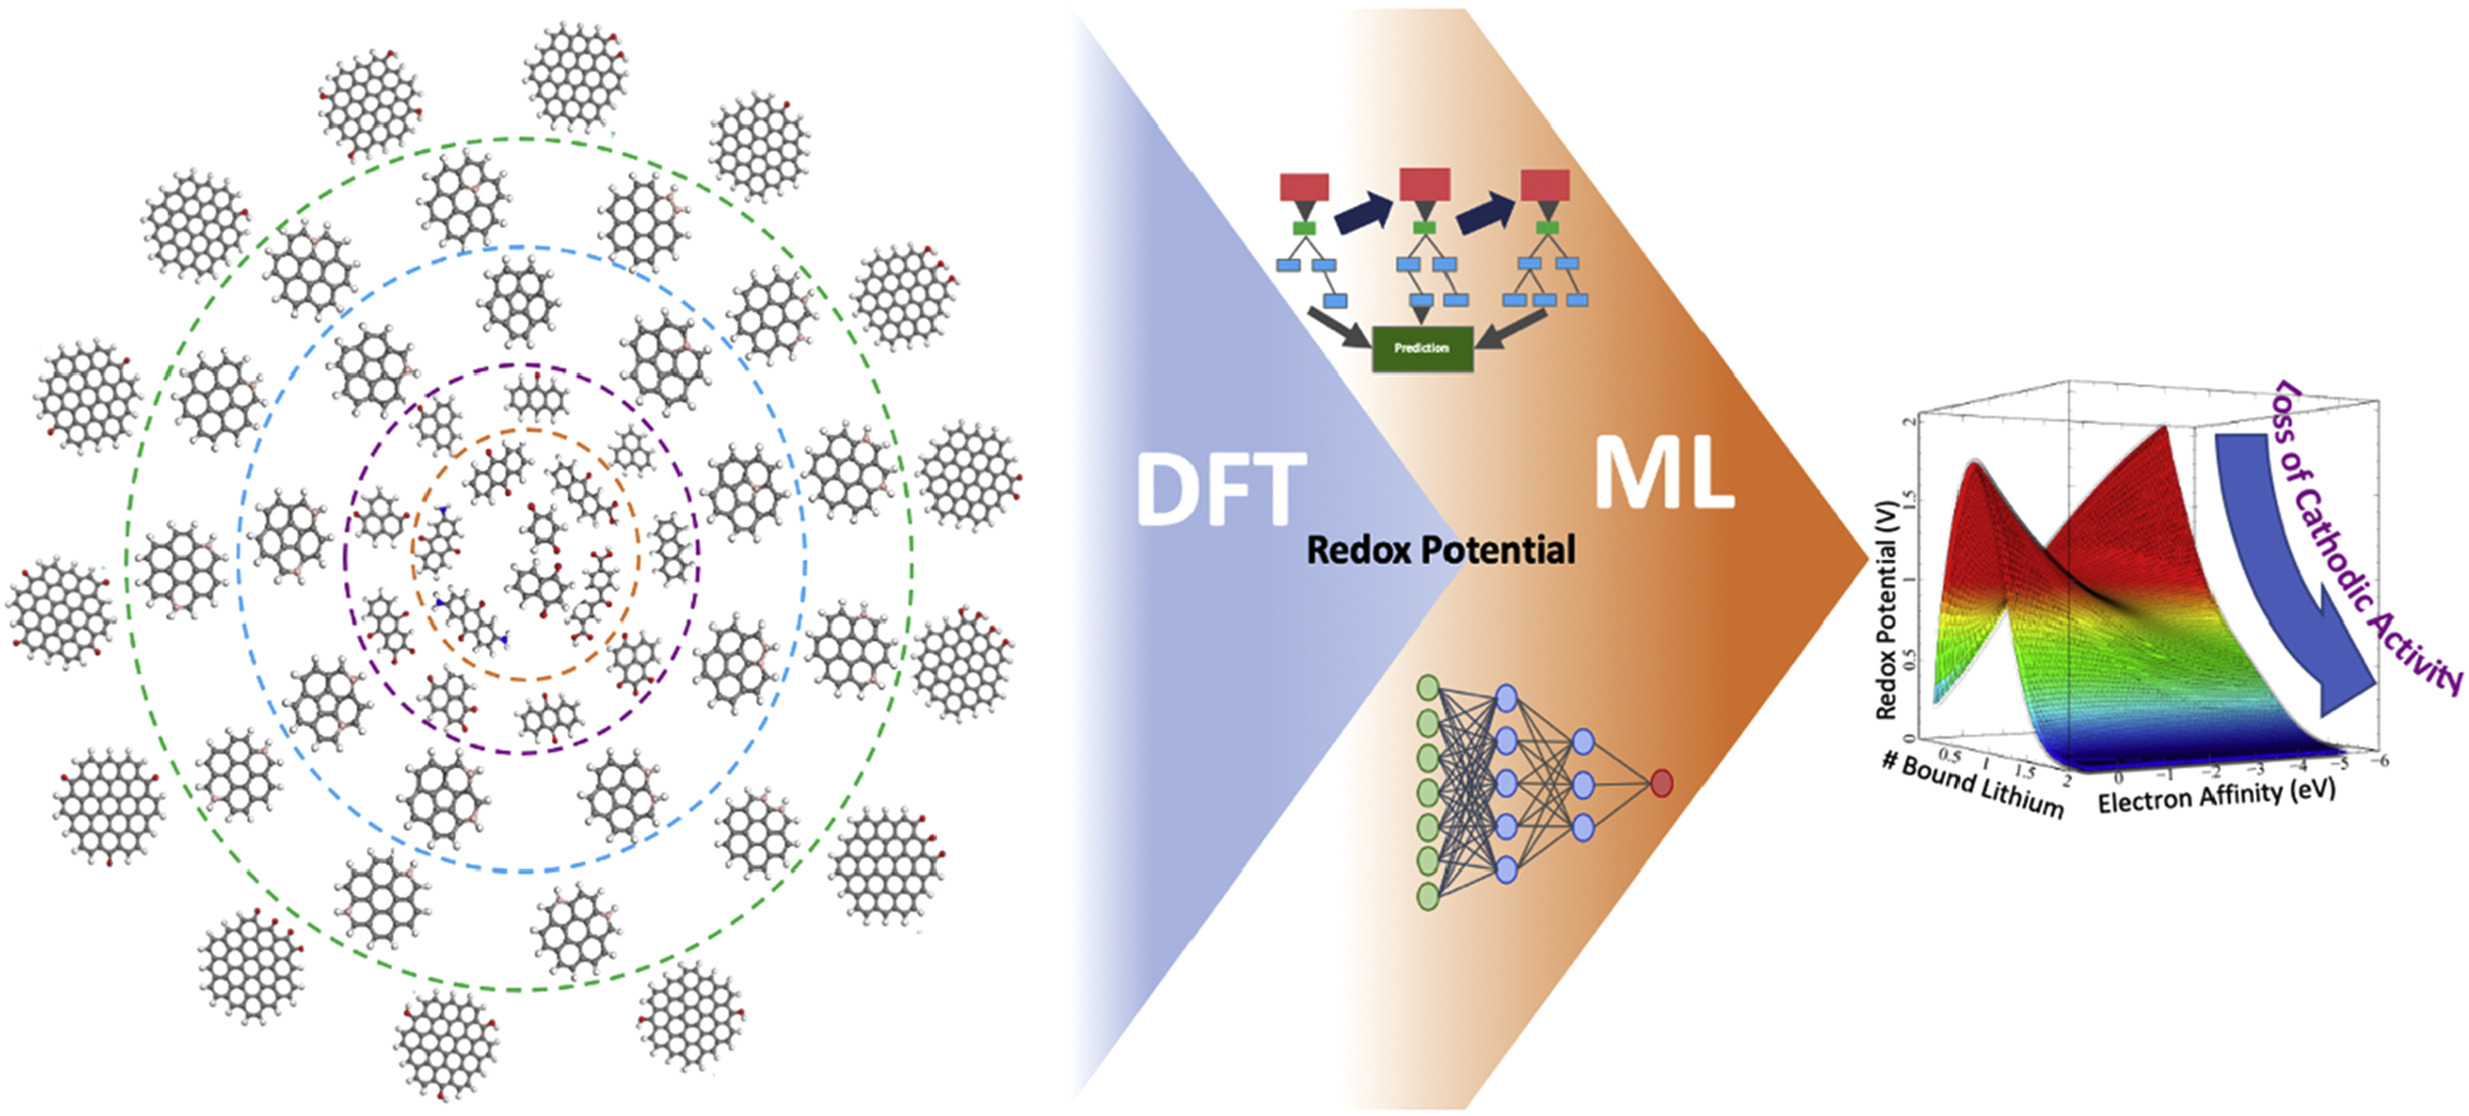 DFT
ML
Redox Potential
Prediction
Redox Potential (V)
2
1.5
1
0.5
0
# Bound Lithium
0.5
1
1.5
2
Electron Affinity (eV)
0
−1
−2
−3
−4
−5
−6
Loss of Cathodic Activity